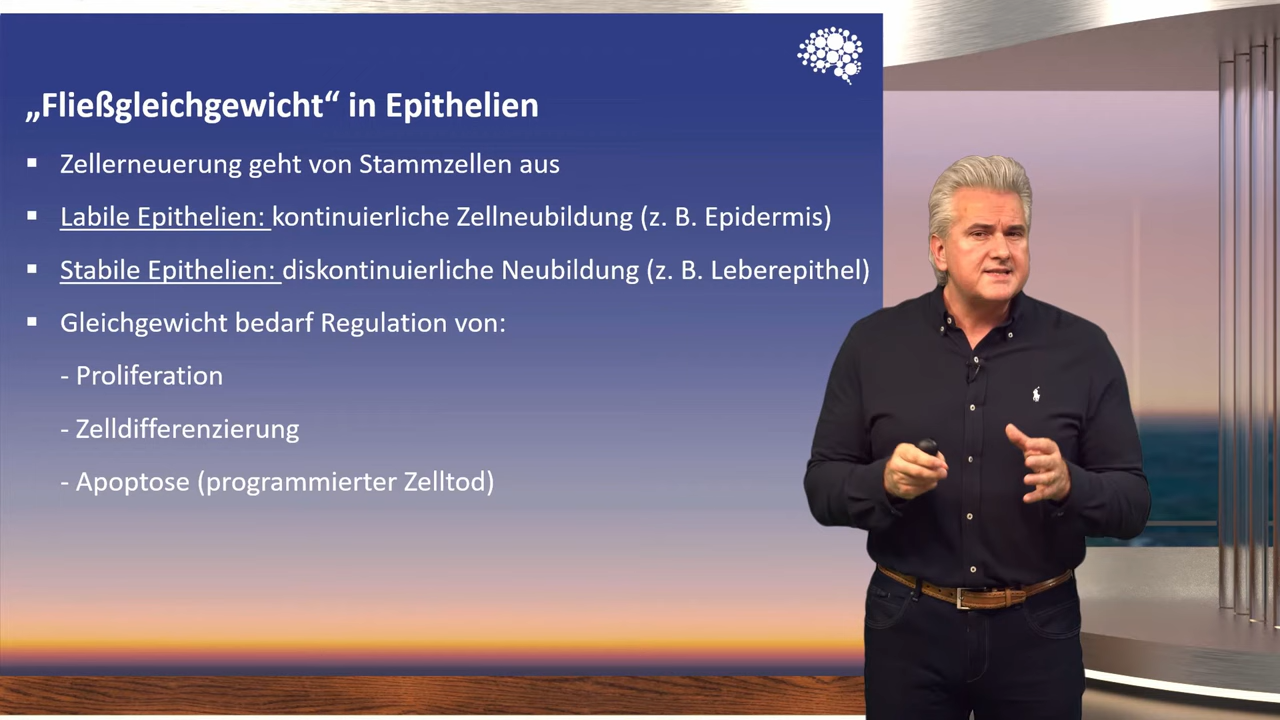 „Fließgleichgewicht“ in Epithelien
▪ Zellerneuerung geht von Stammzellen aus
▪ Labile Epithelien: kontinuierliche Zellneubildung (z. B. Epidermis)
▪ Stabile Epithelien: diskontinuierliche Neubildung (z. B. Leberepithel)
▪ Gleichgewicht bedarf Regulation von:
- Proliferation
- Zelldifferenzierung
- Apoptose (programmierter Zelltod)